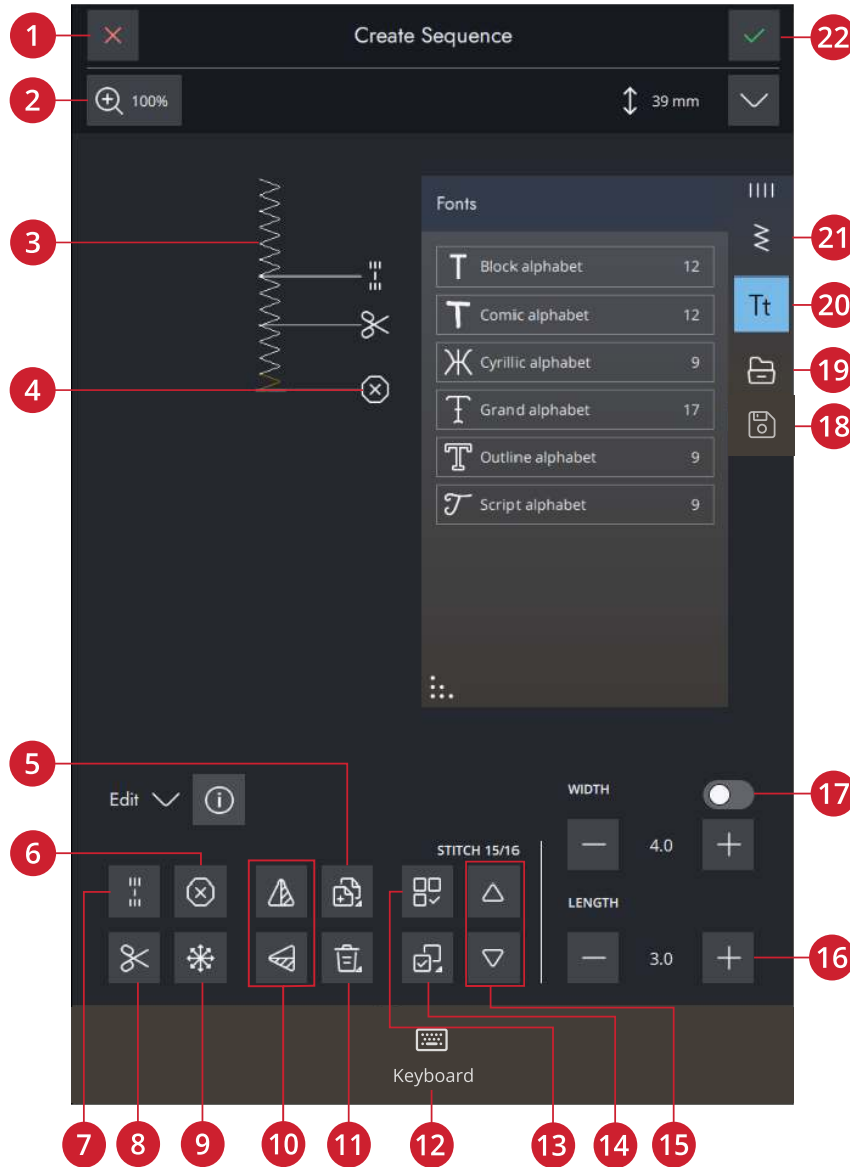 1
Create Sequence
22
2
100%
39 mm
Fonts
3
21
Block alphabet 12
Tt
20
T Comic alphabet 12
Ж Cyrillic alphabet 9
19
4
T Grand alphabet 17
18
T Outline alphabet 9
T Script alphabet 9
5
Edit
i
WIDTH
17
6
STITCH 15/16
4.0
7
LENGTH
3.0
16
Keyboard
7
8
9
10
11
12
13
14
15